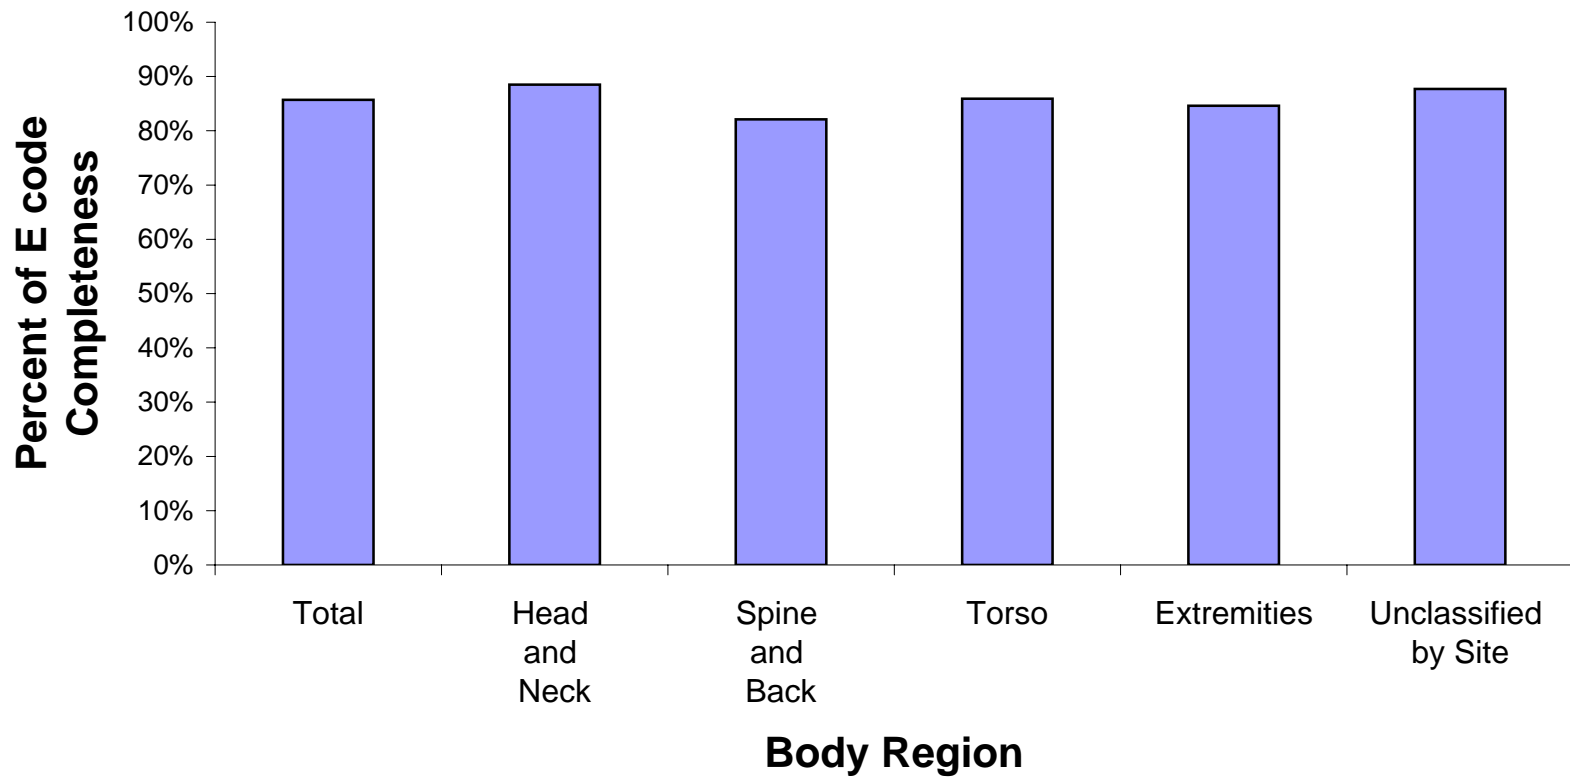 Percent of E code
Completeness
100%
90%
80%
70%
60%
50%
40%
30%
20%
10%
0%
Total
Head
and
Neck
Spine
and
Back
Torso
Extremities
Unclassified
by Site
Body Region